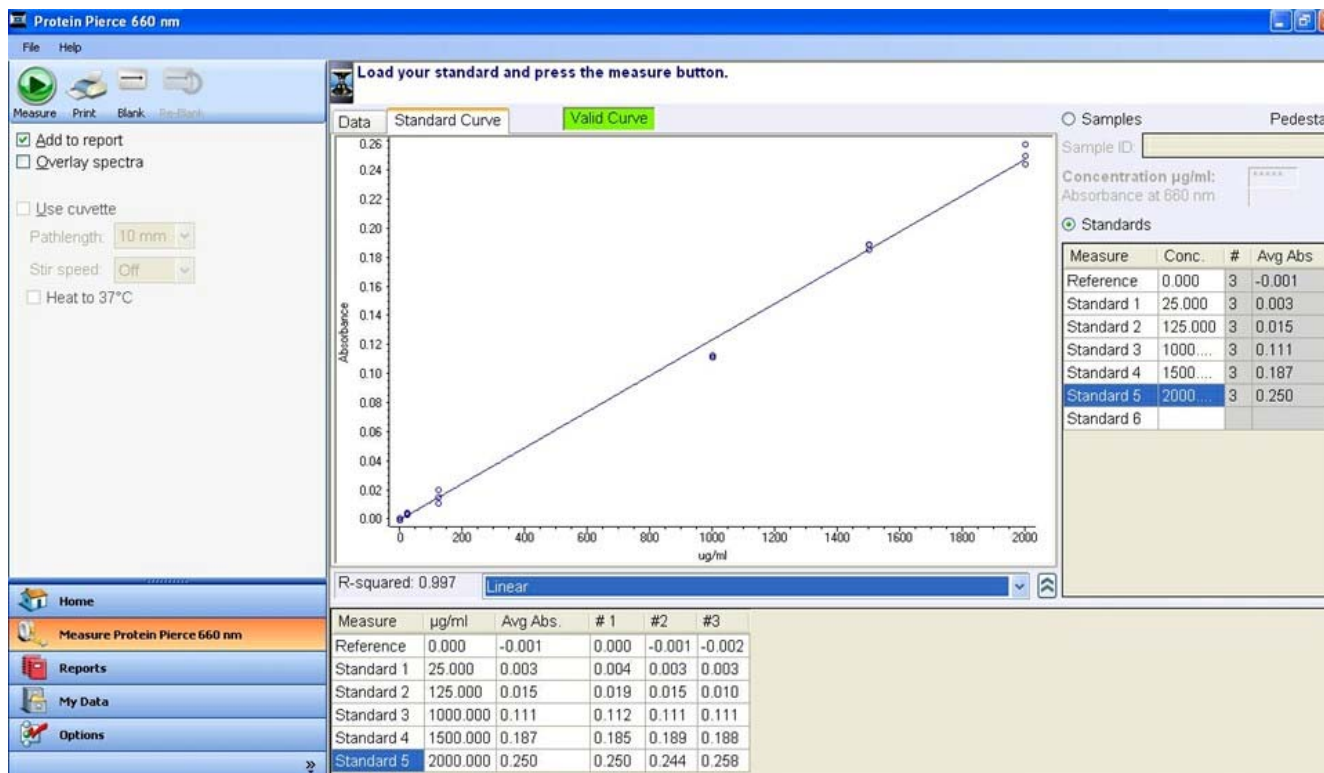 Protein Pierce 660 nm
File Help
Measure Print Blank Re-Blank
Add to report
Overlay spectra
Use cuvette
Pathlength: 10 mm
Stir speed: Off
Heat to 37°C
Home
Measure Protein Pierce 660 nm
Reports
My Data
Options
»
Load your standard and press the measure button.
Data Standard Curve Valid Curve
0.26
0.24
0.22
0.20
0.18
0.16
0.14
0.12
0.10
0.08
0.06
0.04
0.02
0.00
Absorbance
0 200 400 600 800 1000 1200 1400 1600 1800 2000
ug/ml
R-squared: 0.997 Linear
Measure µg/ml Avg Abs. # 1 #2 #3
Reference 0.000 -0.001 0.000 -0.001 -0.002
Standard 1 25.000 0.003 0.004 0.003 0.003
Standard 2 125.000 0.015 0.019 0.015 0.010
Standard 3 1000.000 0.111 0.112 0.111 0.111
Standard 4 1500.000 0.187 0.185 0.189 0.188
Standard 5 2000.000 0.250 0.250 0.244 0.258
Samples Pedesta
Sample ID:
Concentration µg/ml: *****
Absorbance at 660 nm
Standards
Measure Conc. # Avg Abs
Reference 0.000 3 -0.001
Standard 1 25.000 3 0.003
Standard 2 125.000 3 0.015
Standard 3 1000.... 3 0.111
Standard 4 1500.... 3 0.187
Standard 5 2000.... 3 0.250
Standard 6